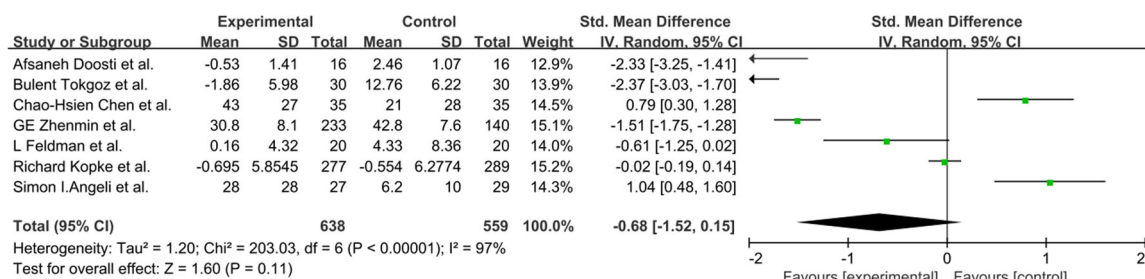 Experimental Control Std. Mean Difference Std. Mean Difference
Study or Subgroup Mean SD Total Mean SD Total Weight IV, Random, 95% CI IV, Random, 95% CI
Afsaneh Doosti et al. -0.53 1.41 16 2.46 1.07 16 12.9% -2.33 [-3.25, -1.41]
Bulent Tokgoz et al. -1.86 5.98 30 12.76 6.22 30 13.9% -2.37 [-3.03, -1.70]
Chao-Hsien Chen et al. 43 27 35 21 28 35 14.5% 0.79 [0.30, 1.28]
GE Zhenmin et al. 30.8 8.1 233 42.8 7.6 140 15.1% -1.51 [-1.75, -1.28]
L Feldman et al. 0.16 4.32 20 4.33 8.36 20 14.0% -0.61 [-1.25, 0.02]
Richard Kopke et al. -0.695 5.8545 277 -0.554 6.2774 289 15.2% -0.02 [-0.19, 0.14]
Simon I.Angeli et al. 28 28 27 6.2 10 29 14.3% 1.04 [0.48, 1.60]
Total (95% CI) 638 559 100.0% -0.68 [-1.52, 0.15]
Heterogeneity: Tau² = 1.20; Chi² = 203.03, df = 6 (P < 0.00001); I² = 97%
Test for overall effect: Z = 1.60 (P = 0.11)
-2 -1 0 1 2
Favours [experimental] Favours [control]